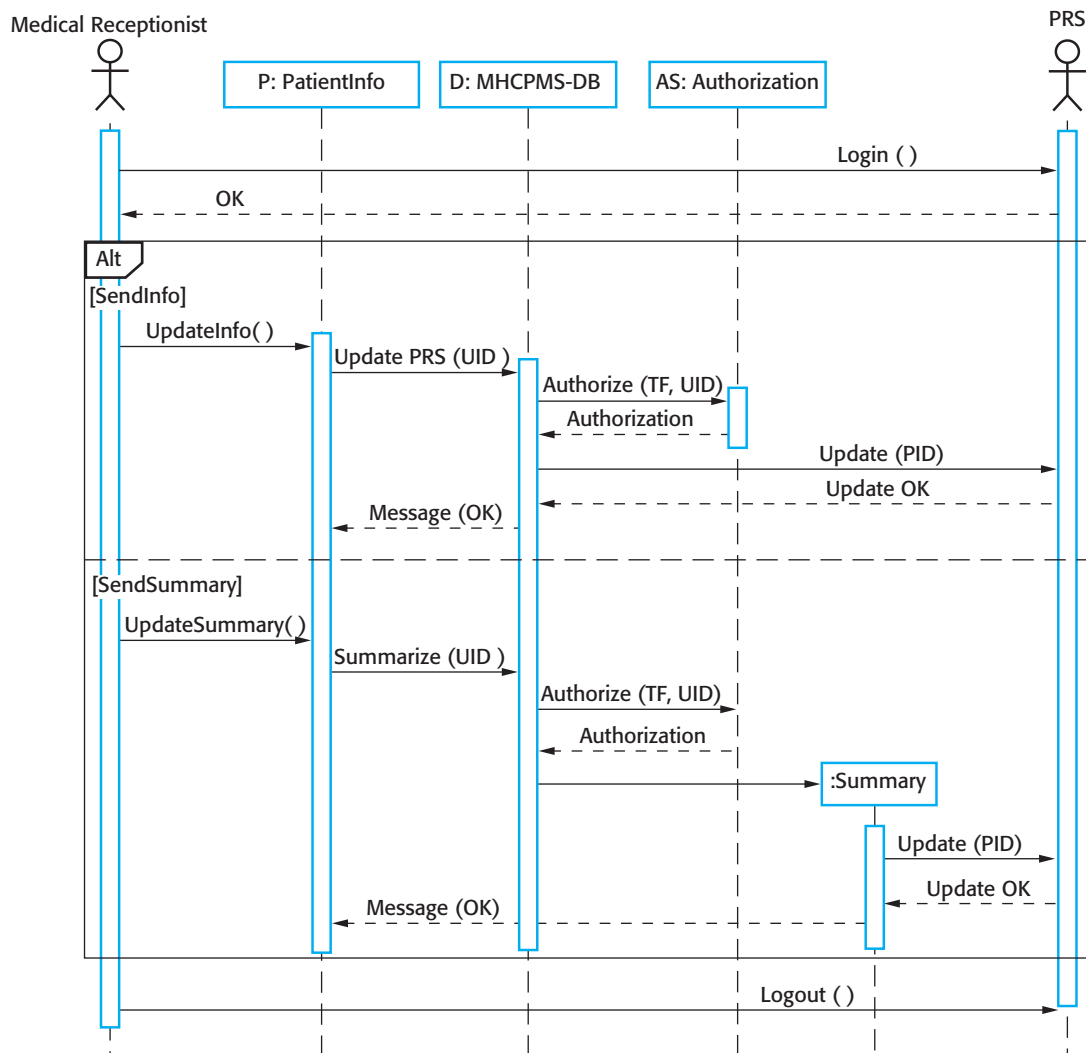 Medical Receptionist
PRS
P: PatientInfo
D: MHCPMS-DB
AS: Authorization
Login ( )
OK
Alt
[SendInfo]
UpdateInfo( )
Update PRS (UID )
Authorize (TF, UID)
Authorization
Update (PID)
Update OK
Message (OK)
[SendSummary]
UpdateSummary( )
Summarize (UID )
Authorize (TF, UID)
Authorization
:Summary
Update (PID)
Update OK
Message (OK)
Logout ( )